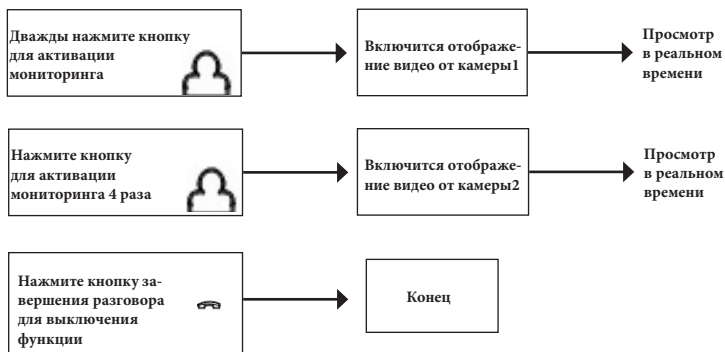 Дважды нажмите кнопку
для активации
мониторинга
Включится отображе-
ние видео от камеры1
Просмотр
в реальном
времени
Нажмите кнопку
для активации
мониторинга 4 раза
Включится отображе-
ние видео от камеры2
Просмотр
в реальном
времени
Нажмите кнопку за-
вершения разговора
для выключения
функции
Конец